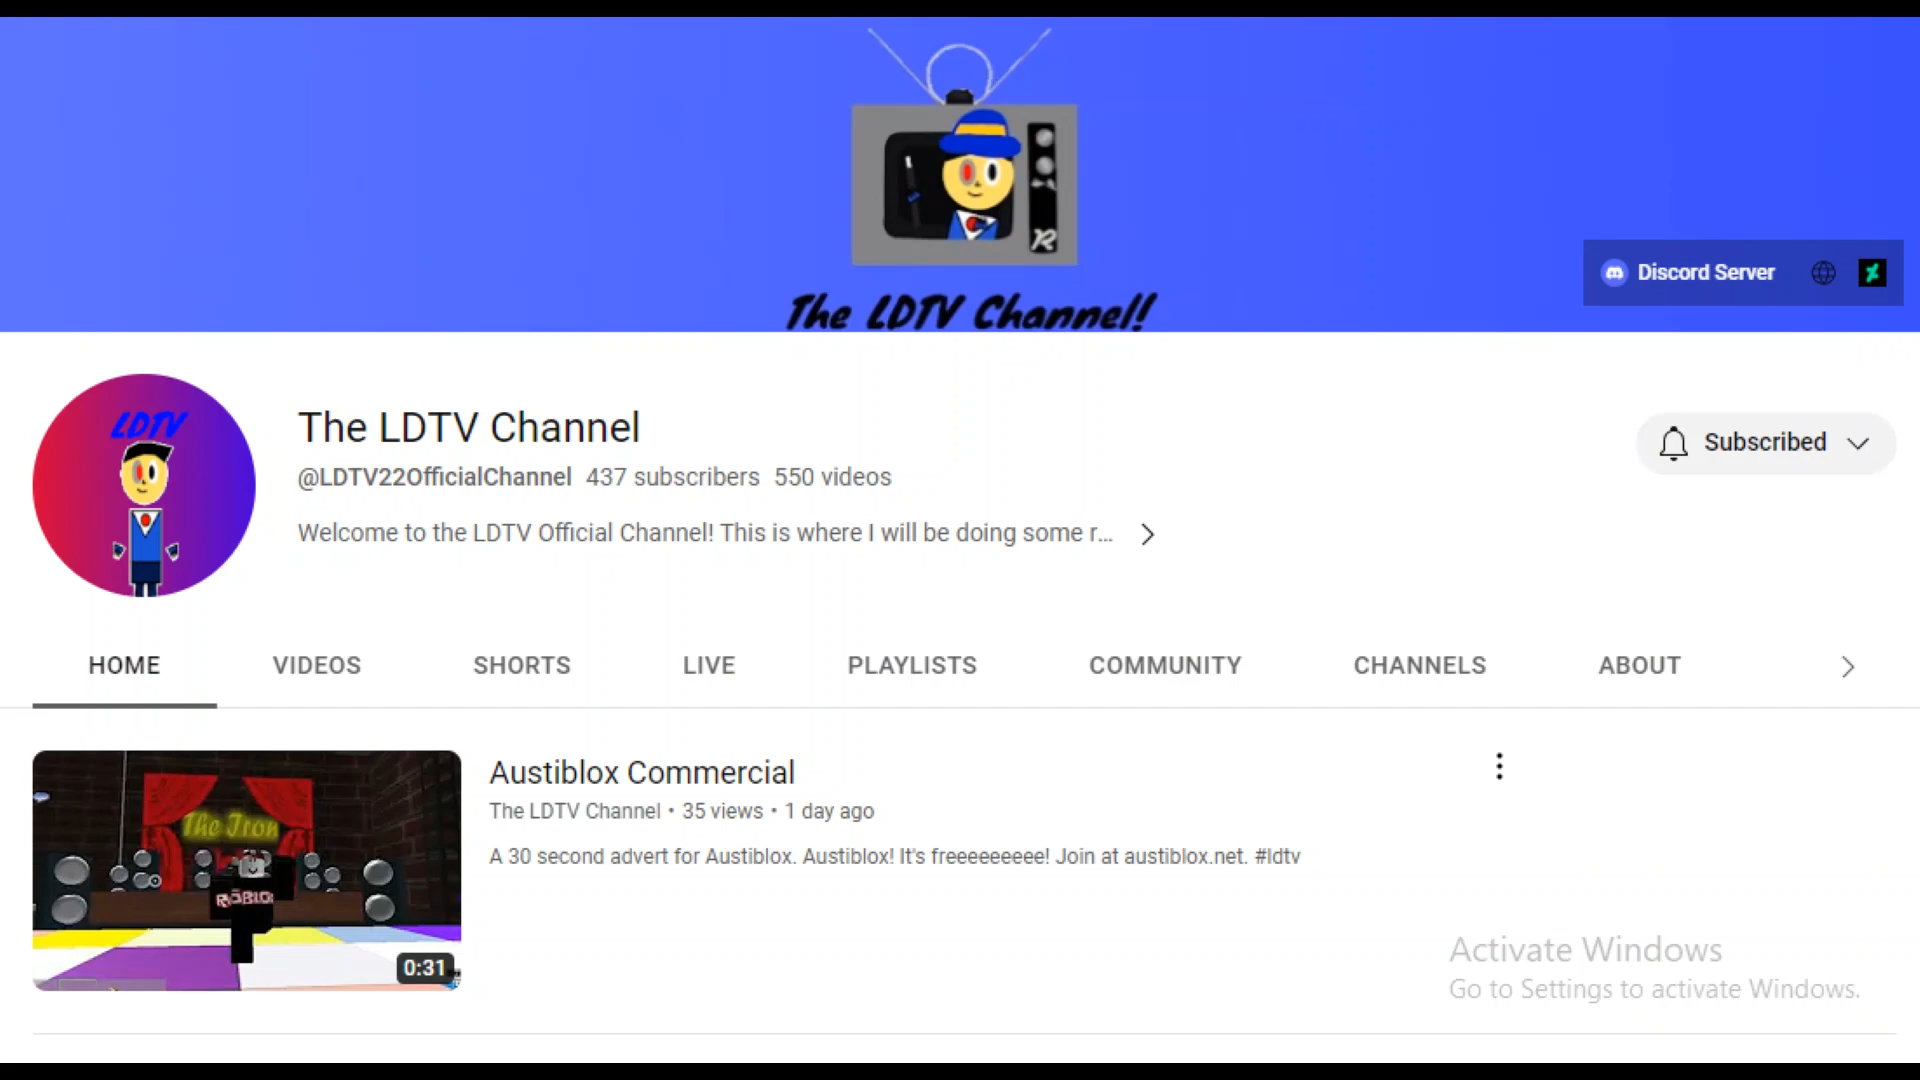 The LDTV Channel!
Discord Server
LDTV
The LDTV Channel
@LDTV22OfficialChannel 437 subscribers 550 videos
Welcome to the LDTV Official Channel! This is where I will be doing some r...
Subscribed
HOME VIDEOS SHORTS LIVE PLAYLISTS COMMUNITY CHANNELS ABOUT
The Iron
ROBLOX
0:31
Austiblox Commercial
The LDTV Channel • 35 views • 1 day ago
A 30 second advert for Austiblox. Austiblox! It's freeeeeeeee! Join at austiblox.net. #ldtv
Activate Windows
Go to Settings to activate Windows.